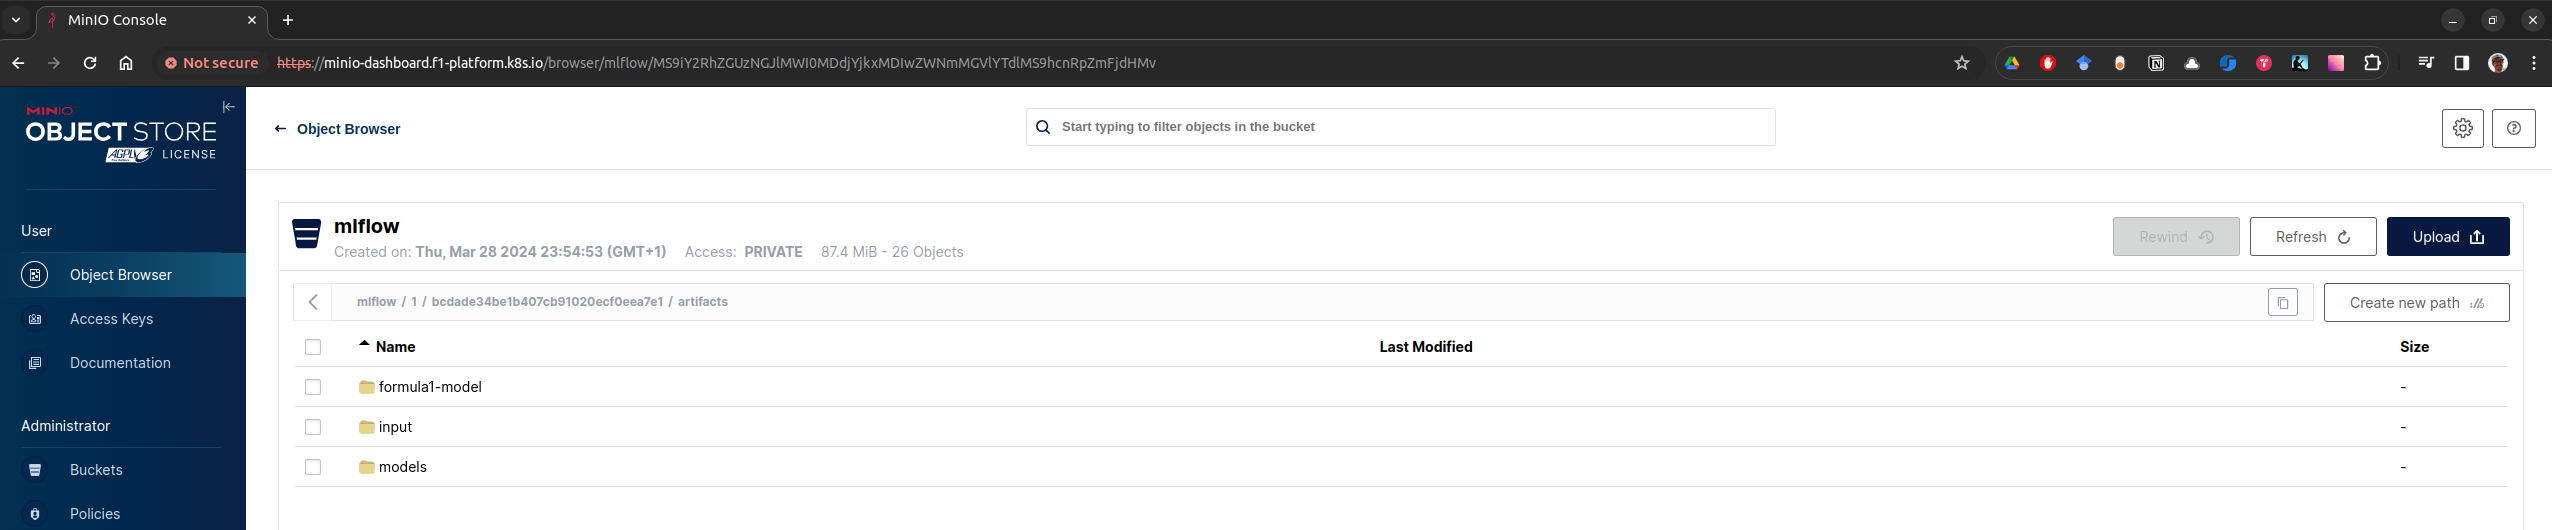 MinIO Console
Not secure https://minio-dashboard.f1-platform.k8s.io/browser/mlflow/MS9iY2RhZGUzNGJlMWI0MDdjYjkxMDIwZWNmMGVlYTdlMS9hcnRpZmFjdHMv
MINIO
OBJECT STORE
AGPL v3 LICENSE
Object Browser
Start typing to filter objects in the bucket
User
Object Browser
Access Keys
Documentation
Administrator
Buckets
Policies
mlflow
Created on: Thu, Mar 28 2024 23:54:53 (GMT+1) Access: PRIVATE 87.4 MiB - 26 Objects
Rewind
Refresh
Upload
mlflow / 1 / bcdade34be1b407cb91020ecf0eea7e1 / artifacts
Create new path
Name Last Modified Size
formula1-model -
input -
models -